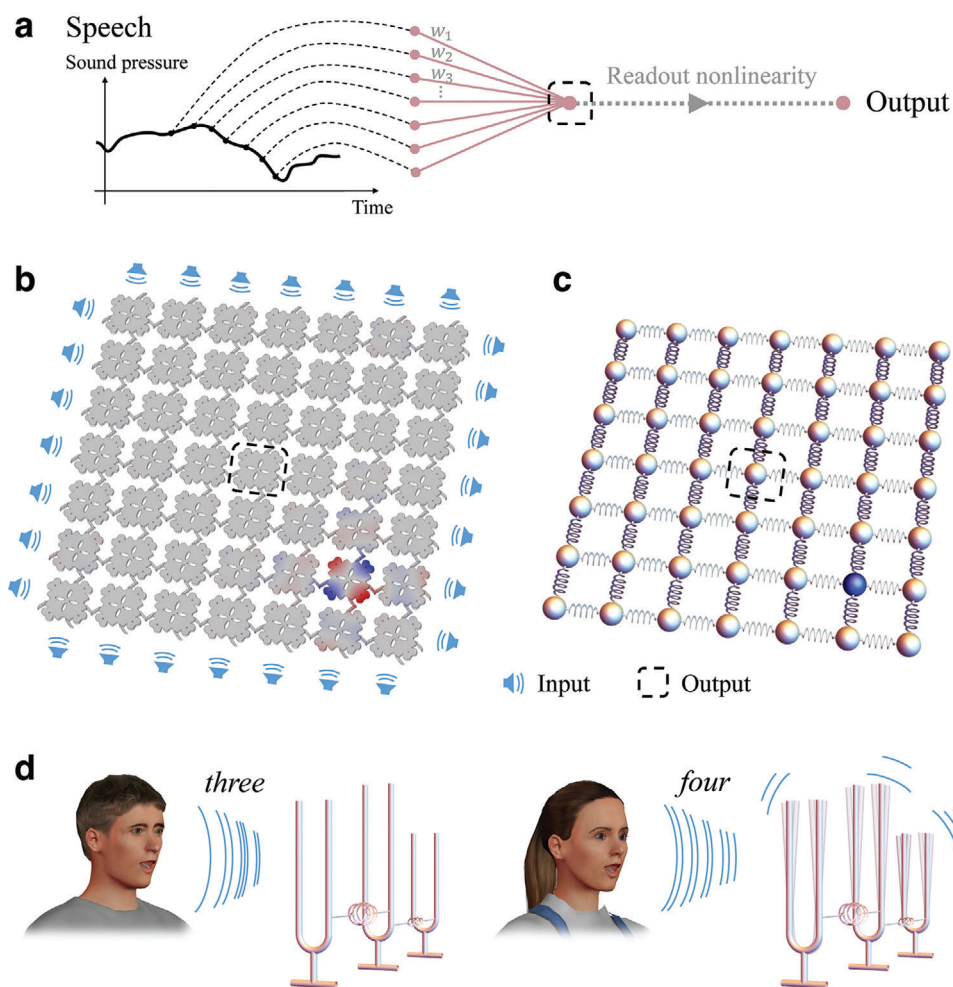 a
Speech
Sound pressure
Time
w1
w2
w3
⋮
Readout nonlinearity
Output
b
c
Input
Output
d
three
four